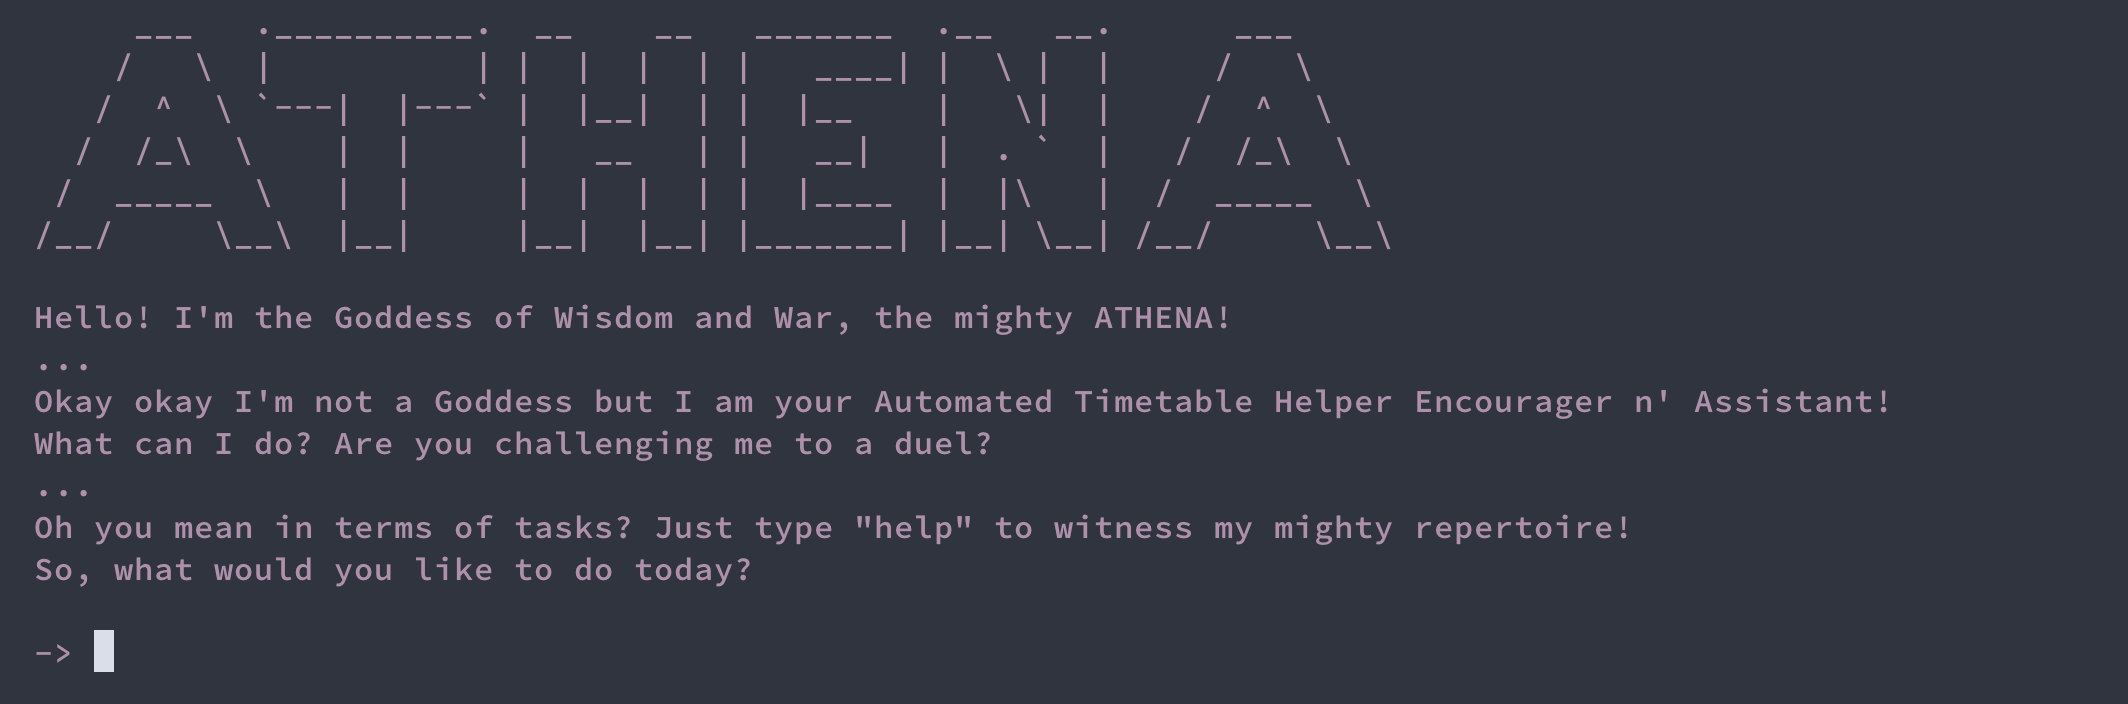 ATHENA
Hello! I'm the Goddess of Wisdom and War, the mighty ATHENA!
...
Okay okay I'm not a Goddess but I am your Automated Timetable Helper Encourager n' Assistant!
What can I do? Are you challenging me to a duel?
...
Oh you mean in terms of tasks? Just type "help" to witness my mighty repertoire!
So, what would you like to do today?
->